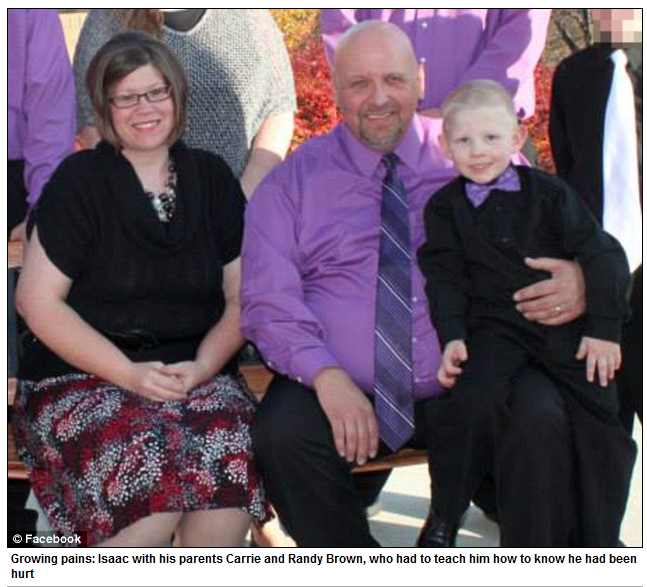 © Facebook
Growing pains: Isaac with his parents Carrie and Randy Brown, who had to teach him how to know he had been
hurt